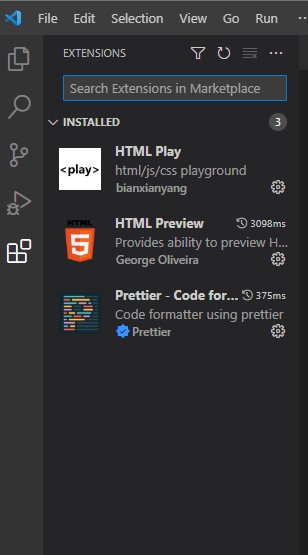 File Edit Selection View Go Run
EXTENSIONS
Search Extensions in Marketplace
INSTALLED 3
<play>
HTML Play
html/js/css playground
bianxianyang
HTML
5
HTML Preview 3098ms
Provides ability to preview H...
George Oliveira
Prettier - Code for... 375ms
Code formatter using prettier
Prettier